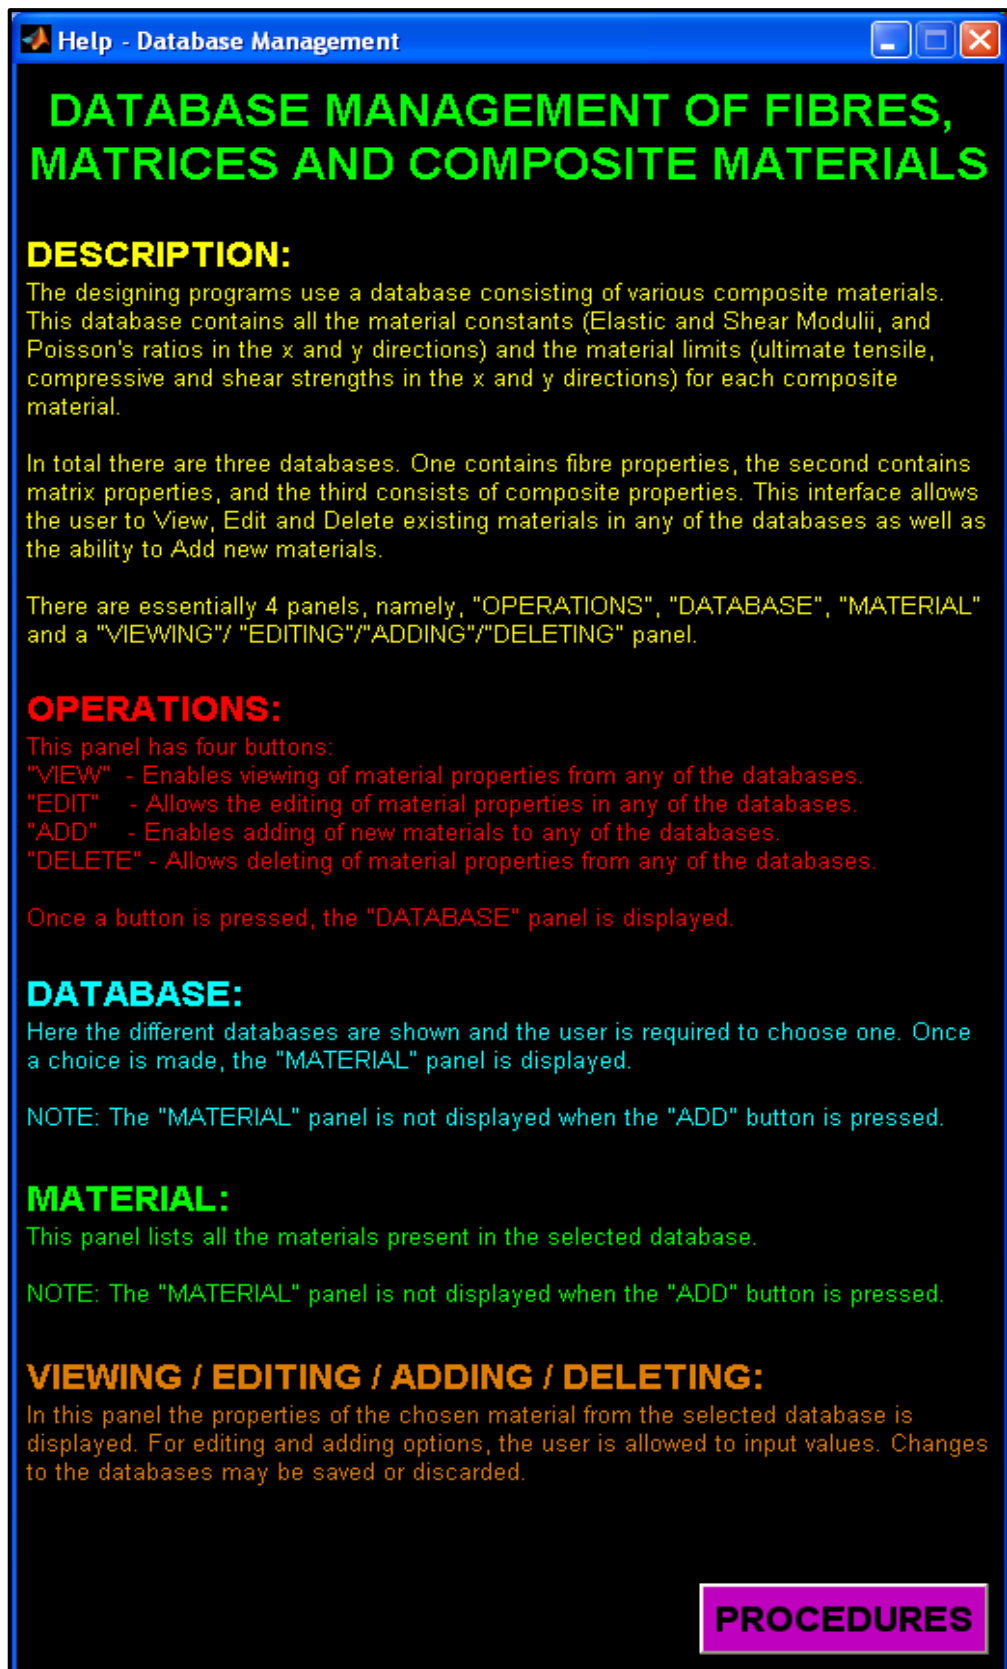 Help - Database Management
DATABASE MANAGEMENT OF FIBRES,
MATRICES AND COMPOSITE MATERIALS
DESCRIPTION:
The designing programs use a database consisting of various composite materials.
This database contains all the material constants (Elastic and Shear Modulii, and
Poisson's ratios in the x and y directions) and the material limits (ultimate tensile,
compressive and shear strengths in the x and y directions) for each composite
material.
In total there are three databases. One contains fibre properties, the second contains
matrix properties, and the third consists of composite properties. This interface allows
the user to View, Edit and Delete existing materials in any of the databases as well as
the ability to Add new materials.
There are essentially 4 panels, namely, "OPERATIONS", "DATABASE", "MATERIAL"
and a "VIEWING"/ "EDITING"/"ADDING"/"DELETING" panel.
OPERATIONS:
This panel has four buttons:
"VIEW" - Enables viewing of material properties from any of the databases.
"EDIT" - Allows the editing of material properties in any of the databases.
"ADD" - Enables adding of new materials to any of the databases.
"DELETE" - Allows deleting of material properties from any of the databases.
Once a button is pressed, the "DATABASE" panel is displayed.
DATABASE:
Here the different databases are shown and the user is required to choose one. Once
a choice is made, the "MATERIAL" panel is displayed.
NOTE: The "MATERIAL" panel is not displayed when the "ADD" button is pressed.
MATERIAL:
This panel lists all the materials present in the selected database.
NOTE: The "MATERIAL" panel is not displayed when the "ADD" button is pressed.
VIEWING / EDITING / ADDING / DELETING:
In this panel the properties of the chosen material from the selected database is
displayed. For editing and adding options, the user is allowed to input values. Changes
to the databases may be saved or discarded.
PROCEDURES